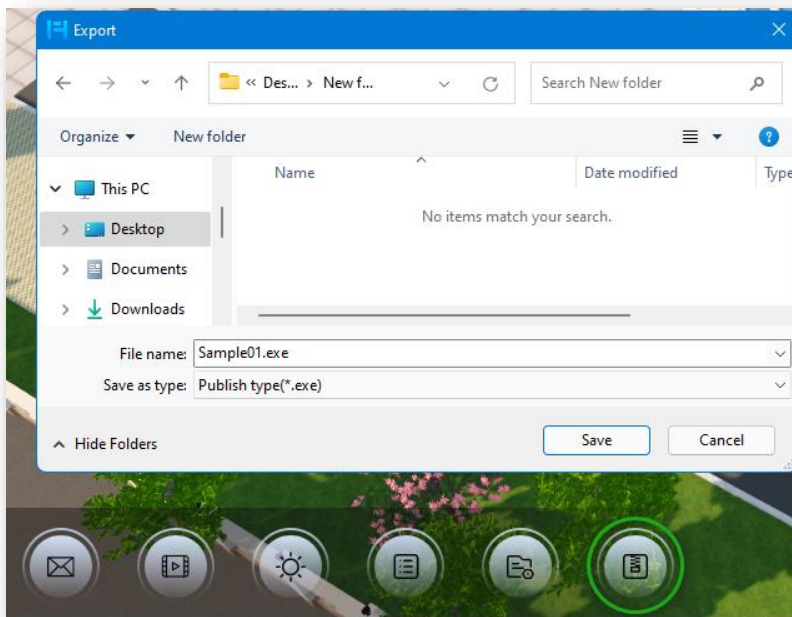 Export
« Des... › New f...
Search New folder
Organize
New folder
Name
Date modified
Type
This PC
No items match your search.
Desktop
Documents
Downloads
File name: Sample01.exe
Save as type: Publish type(*.exe)
Hide Folders
Save
Cancel